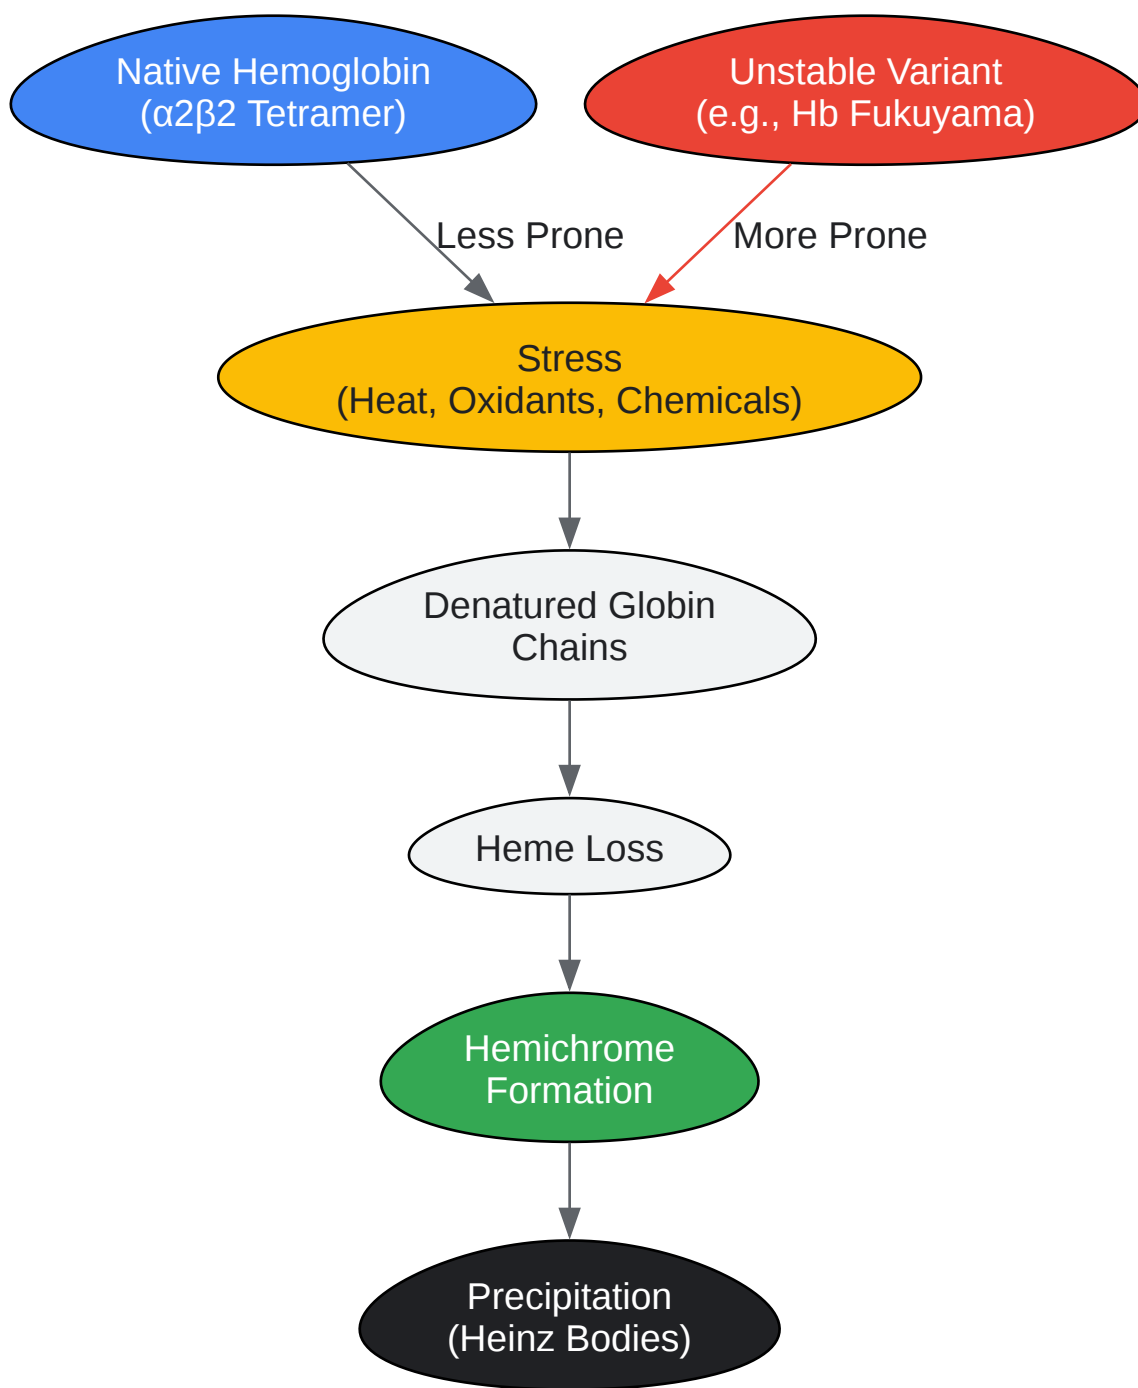 Native Hemoglobin
(α2β2 Tetramer)
Unstable Variant
(e.g., Hb Fukuyama)
Less Prone
More Prone
Stress
(Heat, Oxidants, Chemicals)
Denatured Globin
Chains
Heme Loss
Hemichrome
Formation
Precipitation
(Heinz Bodies)